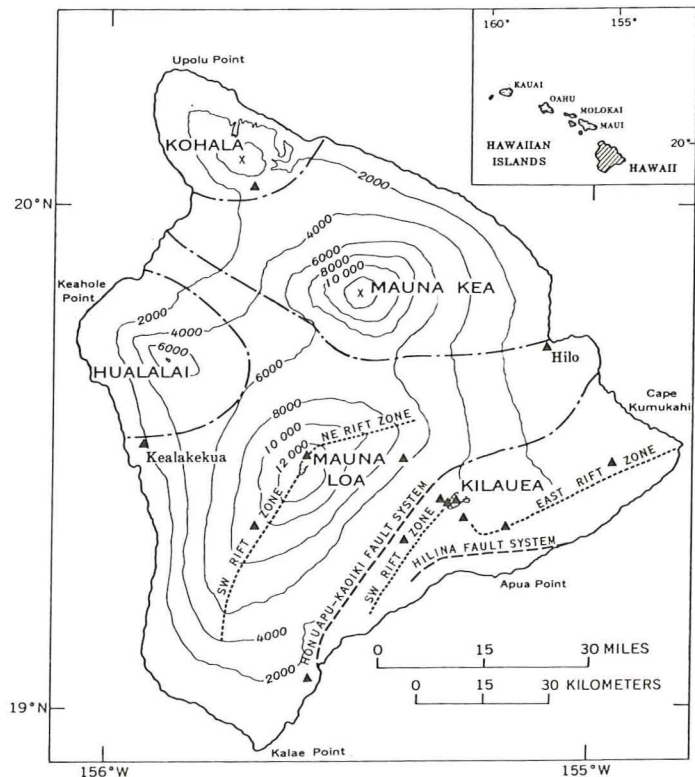 160°
155°
KAUAI
OAHU
MOLOKAI
MAUI
20°
HAWAIIAN
ISLANDS
HAWAII
Upolu Point
KOHALA
2000
20°N
4000
6000
8000
10 000
MAUNA KEA
Keahole
Point
2000
4000
6000
HUALALAI
6000
Hilo
Cape
Kumukahi
8000
NE RIFT ZONE
10 000
12 000
MAUNA
LOA
Kealakekua
KILAUEA
EAST RIFT ZONE
SW RIFT ZONE
HONUAPU-KAOIKI FAULT SYSTEM
SW RIFT ZONE
HILINA FAULT SYSTEM
Apua Point
4000
2000
0 15 30 MILES
0 15 30 KILOMETERS
19°N
Kalae Point
156°W
155°W